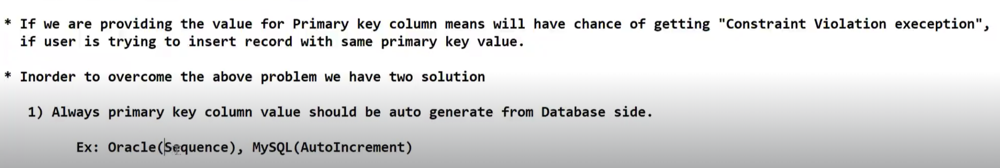 * If we are providing the value for Primary key column means will have chance of getting "Constraint Violation exeception",
if user is trying to insert record with same primary key value.
* Inorder to overcome the above problem we have two solution
1) Always primary key column value should be auto generate from Database side.
Ex: Oracle(Sequence), MySQL(AutoIncrement)